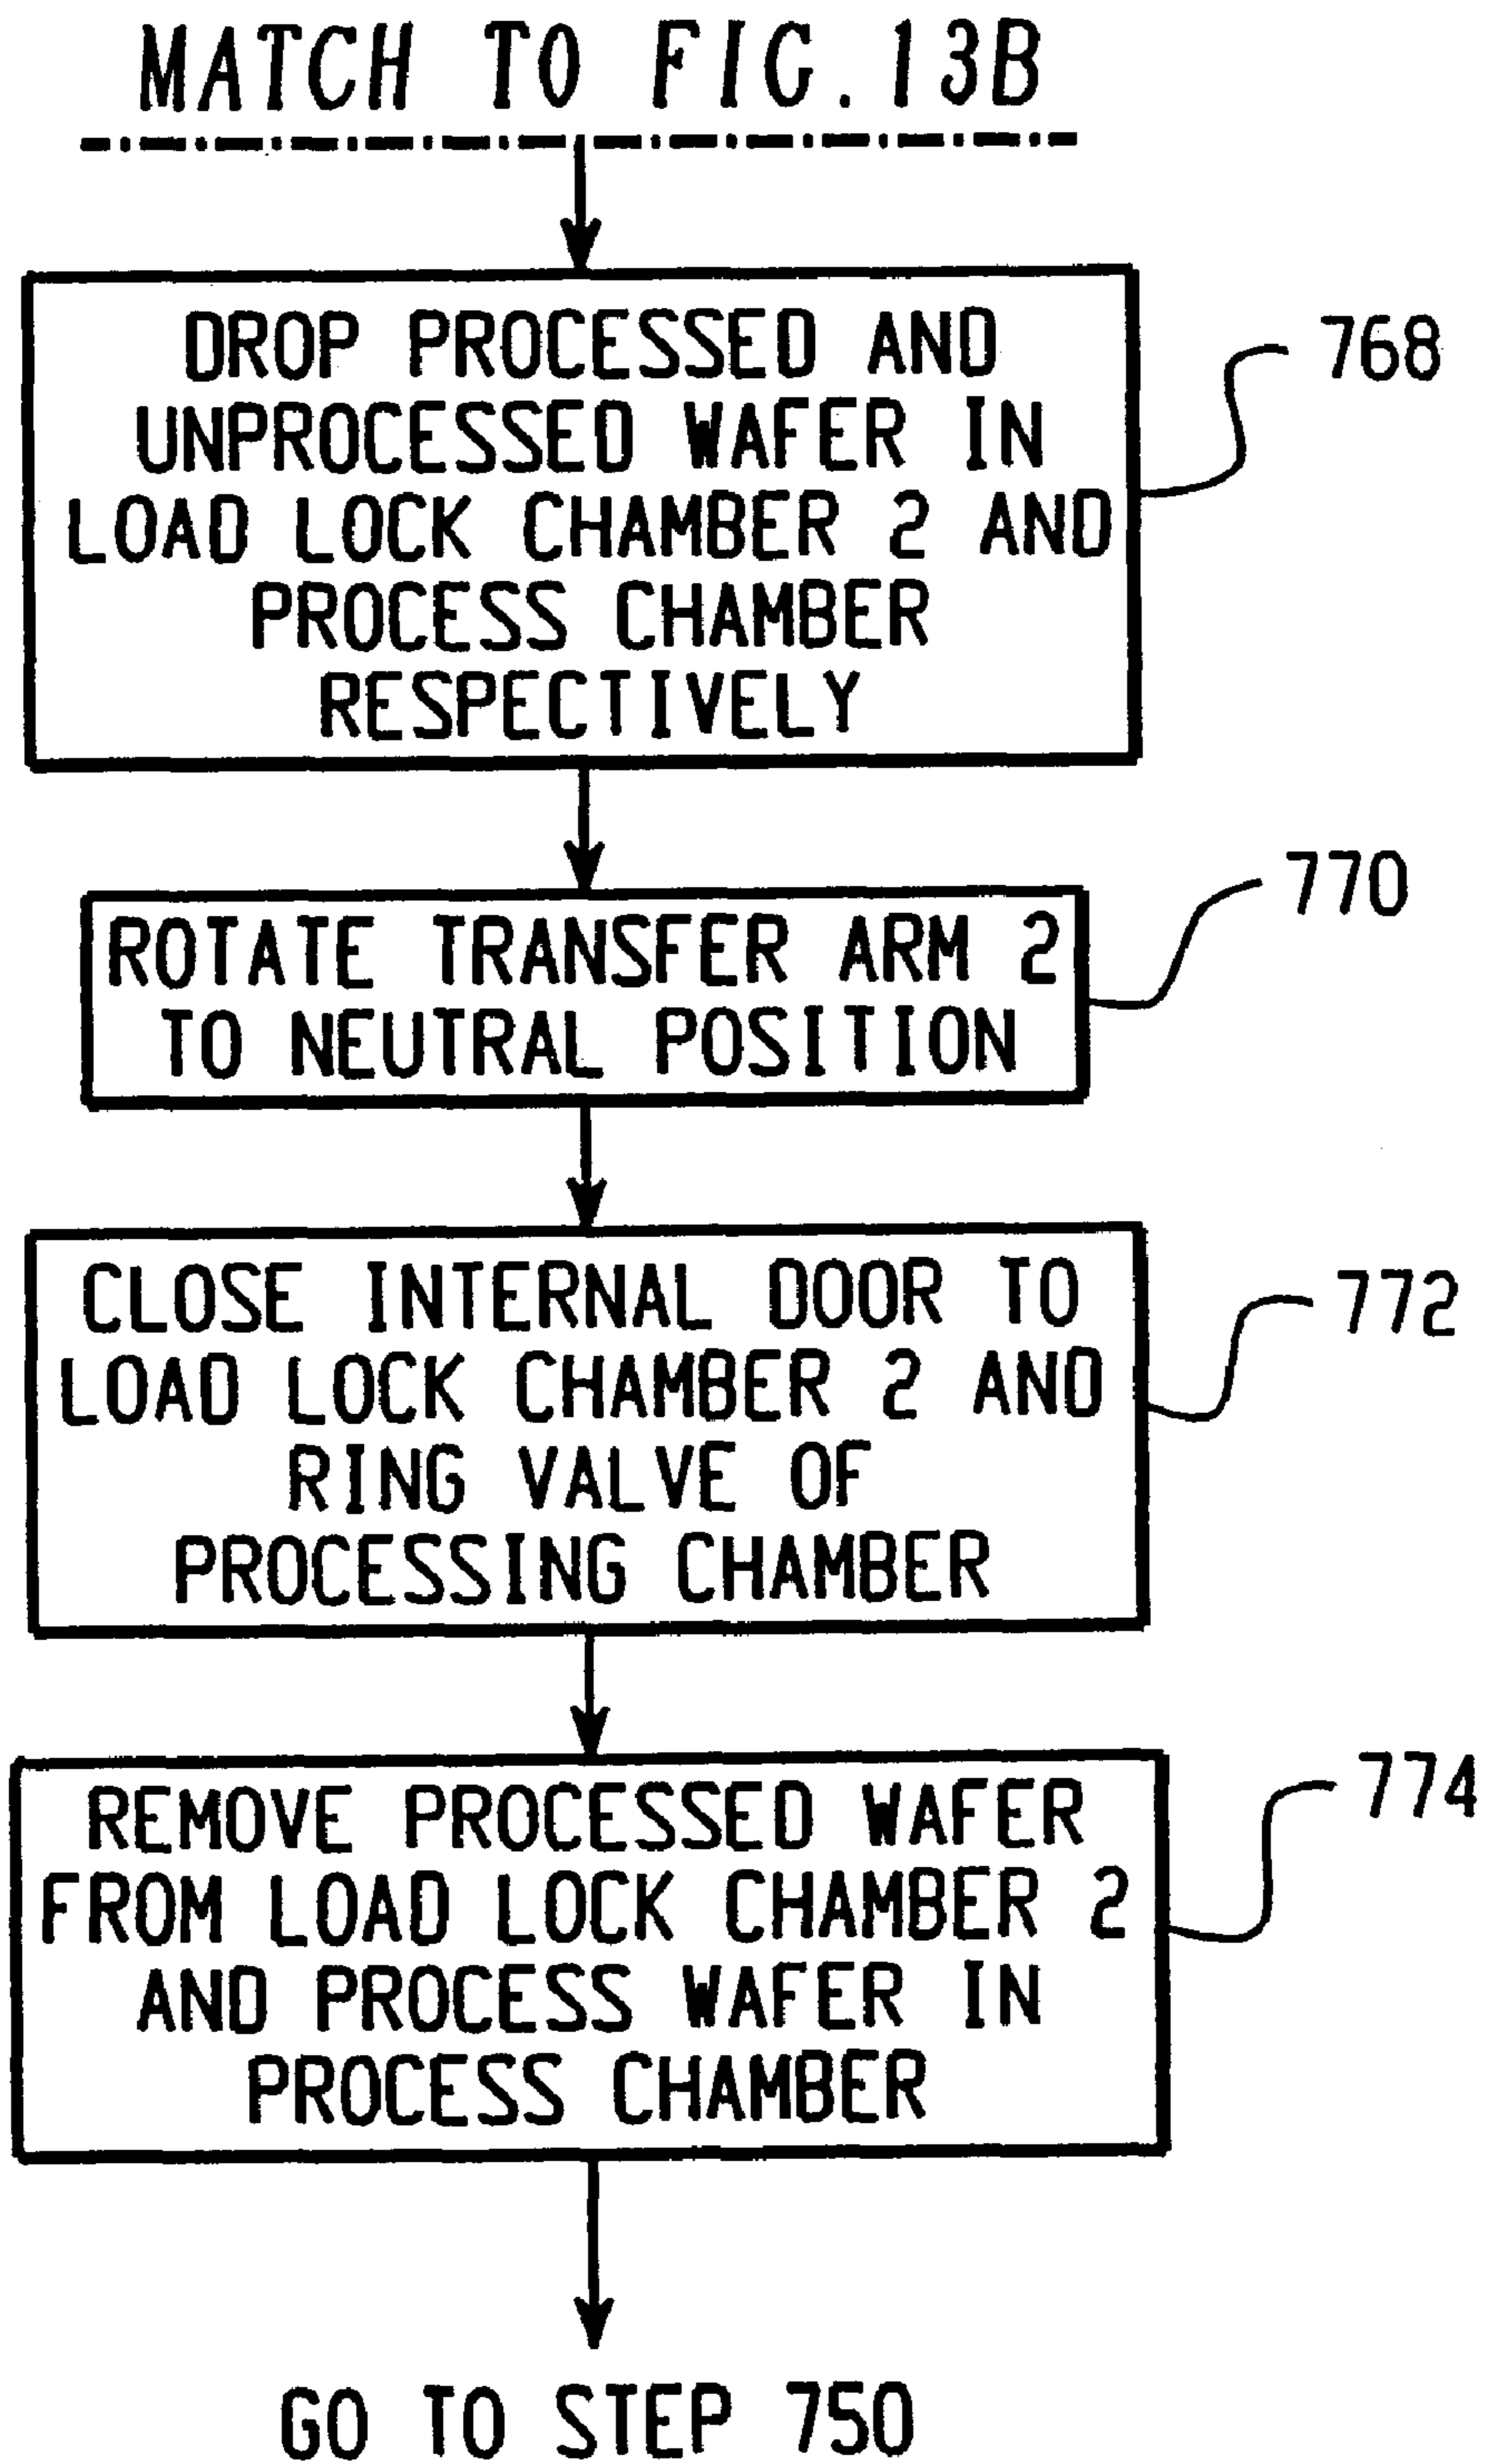 MATCH TO FIG. 13B
DROP PROCESSED AND
UNPROCESSED WAFER IN
LOAD LOCK CHAMBER 2 AND
PROCESS CHAMBER
RESPECTIVELY
768
ROTATE TRANSFER ARM 2
TO NEUTRAL POSITION
770
CLOSE INTERNAL DOOR TO
LOAD LOCK CHAMBER 2 AND
RING VALVE OF
PROCESSING CHAMBER
772
REMOVE PROCESSED WAFER
FROM LOAD LOCK CHAMBER 2
AND PROCESS WAFER IN
PROCESS CHAMBER
774
GO TO STEP 750